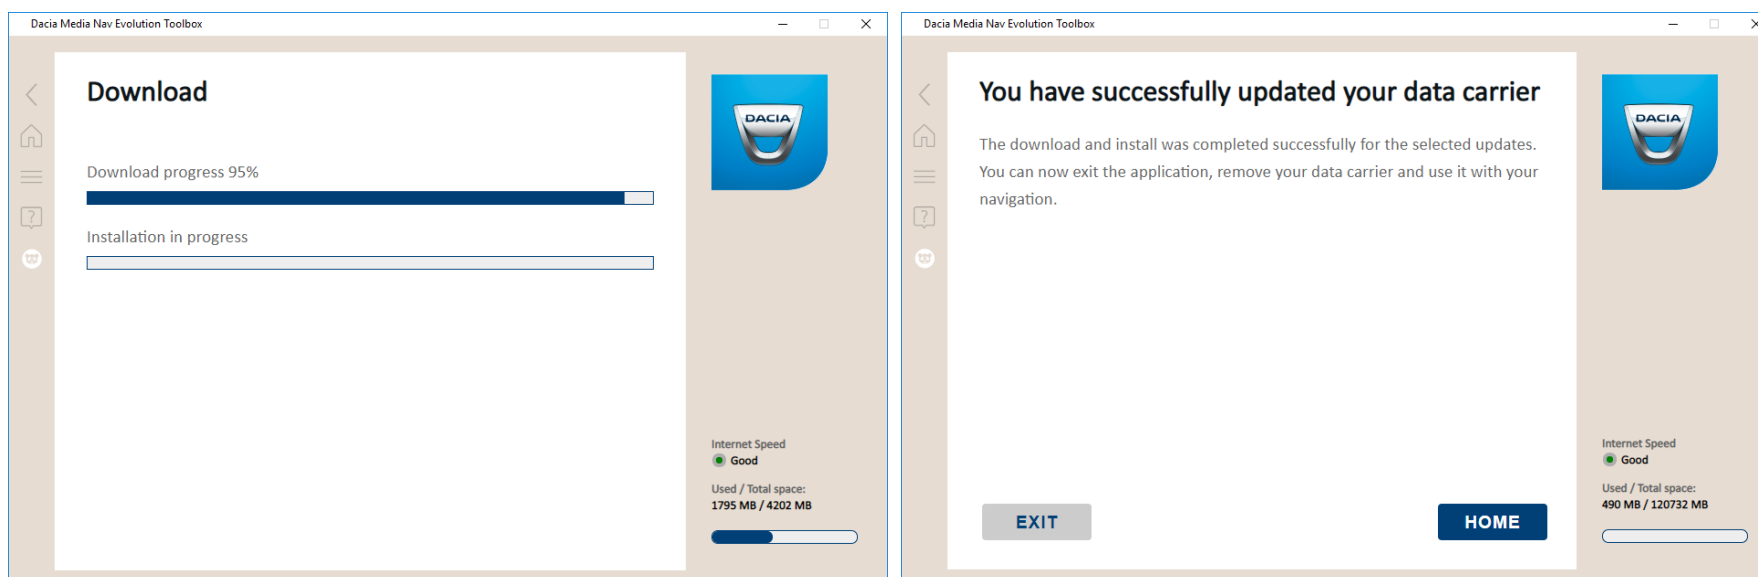 Dacia Media Nav Evolution Toolbox
Download
Download progress 95%
Installation in progress
DACIA
Internet Speed
Good
Used / Total space:
1795 MB / 4202 MB
Dacia Media Nav Evolution Toolbox
You have successfully updated your data carrier
The download and install was completed successfully for the selected updates.
You can now exit the application, remove your data carrier and use it with your
navigation.
EXIT
HOME
DACIA
Internet Speed
Good
Used / Total space:
490 MB / 120732 MB